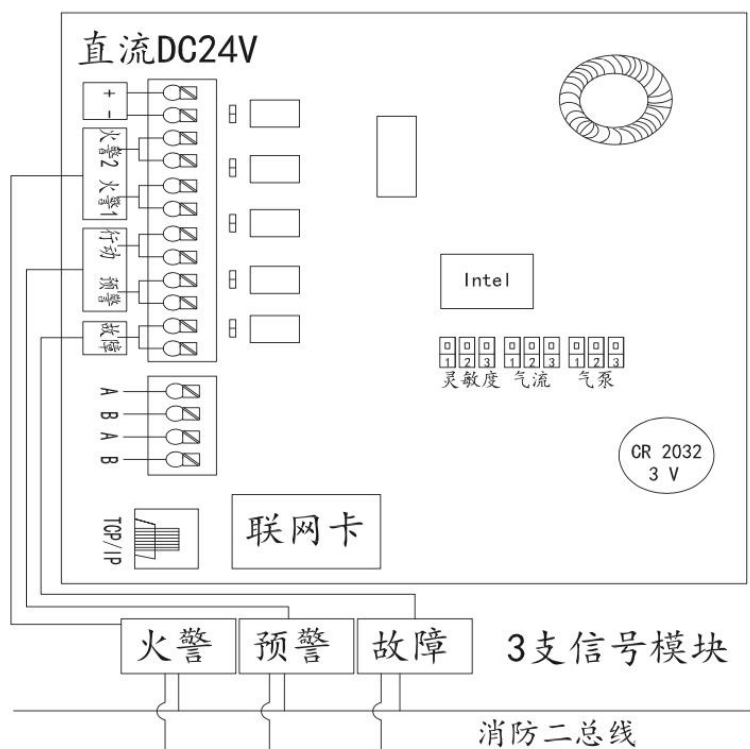 直流DC24V
+
-
火警2
火警1
行动
预警
故障
Intel
1 2 3 1 2 3 1 2 3
灵敏度 气流 气泵
A
B
A
B
CR 2032
3 V
TCP/IP
联网卡
火警 预警 故障 3支信号模块
消防二总线